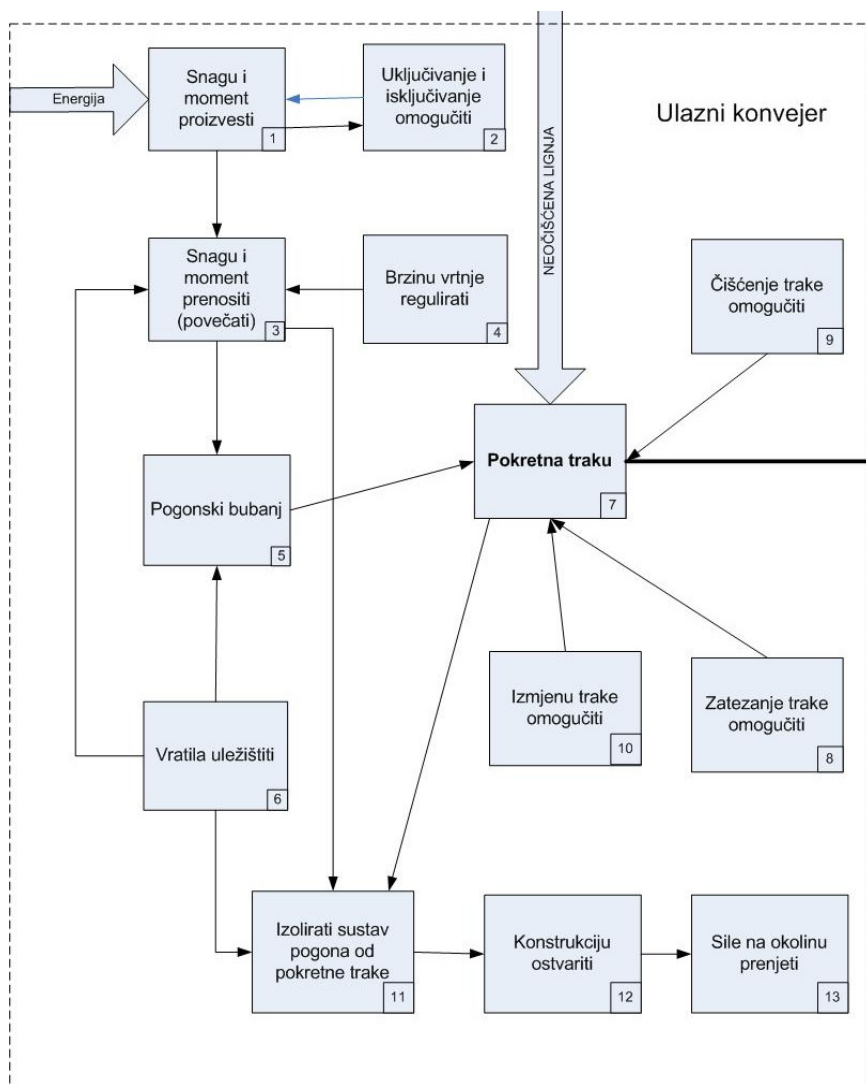 Energija
Snagu i
moment
proizvesti
1
Uključivanje i
isključivanje
omogučiti
2
NEOČIŠĆENA LIGNJA
Ulazni konvejer
Snagu i
moment
prenositi
(povečati)
3
Brzinu vrtnje
regulirati
4
Čišćenje trake
omogučiti
9
Pokretna traku
7
Pogonski bubanj
5
Vratila uležištiti
6
Izmjenu trake
omogučiti
10
Zatezanje trake
omogučiti
8
Izolirati sustav
pogona od
pokretne trake
11
Konstrukciju
ostvariti
12
Sile na okolinu
prenjeti
13